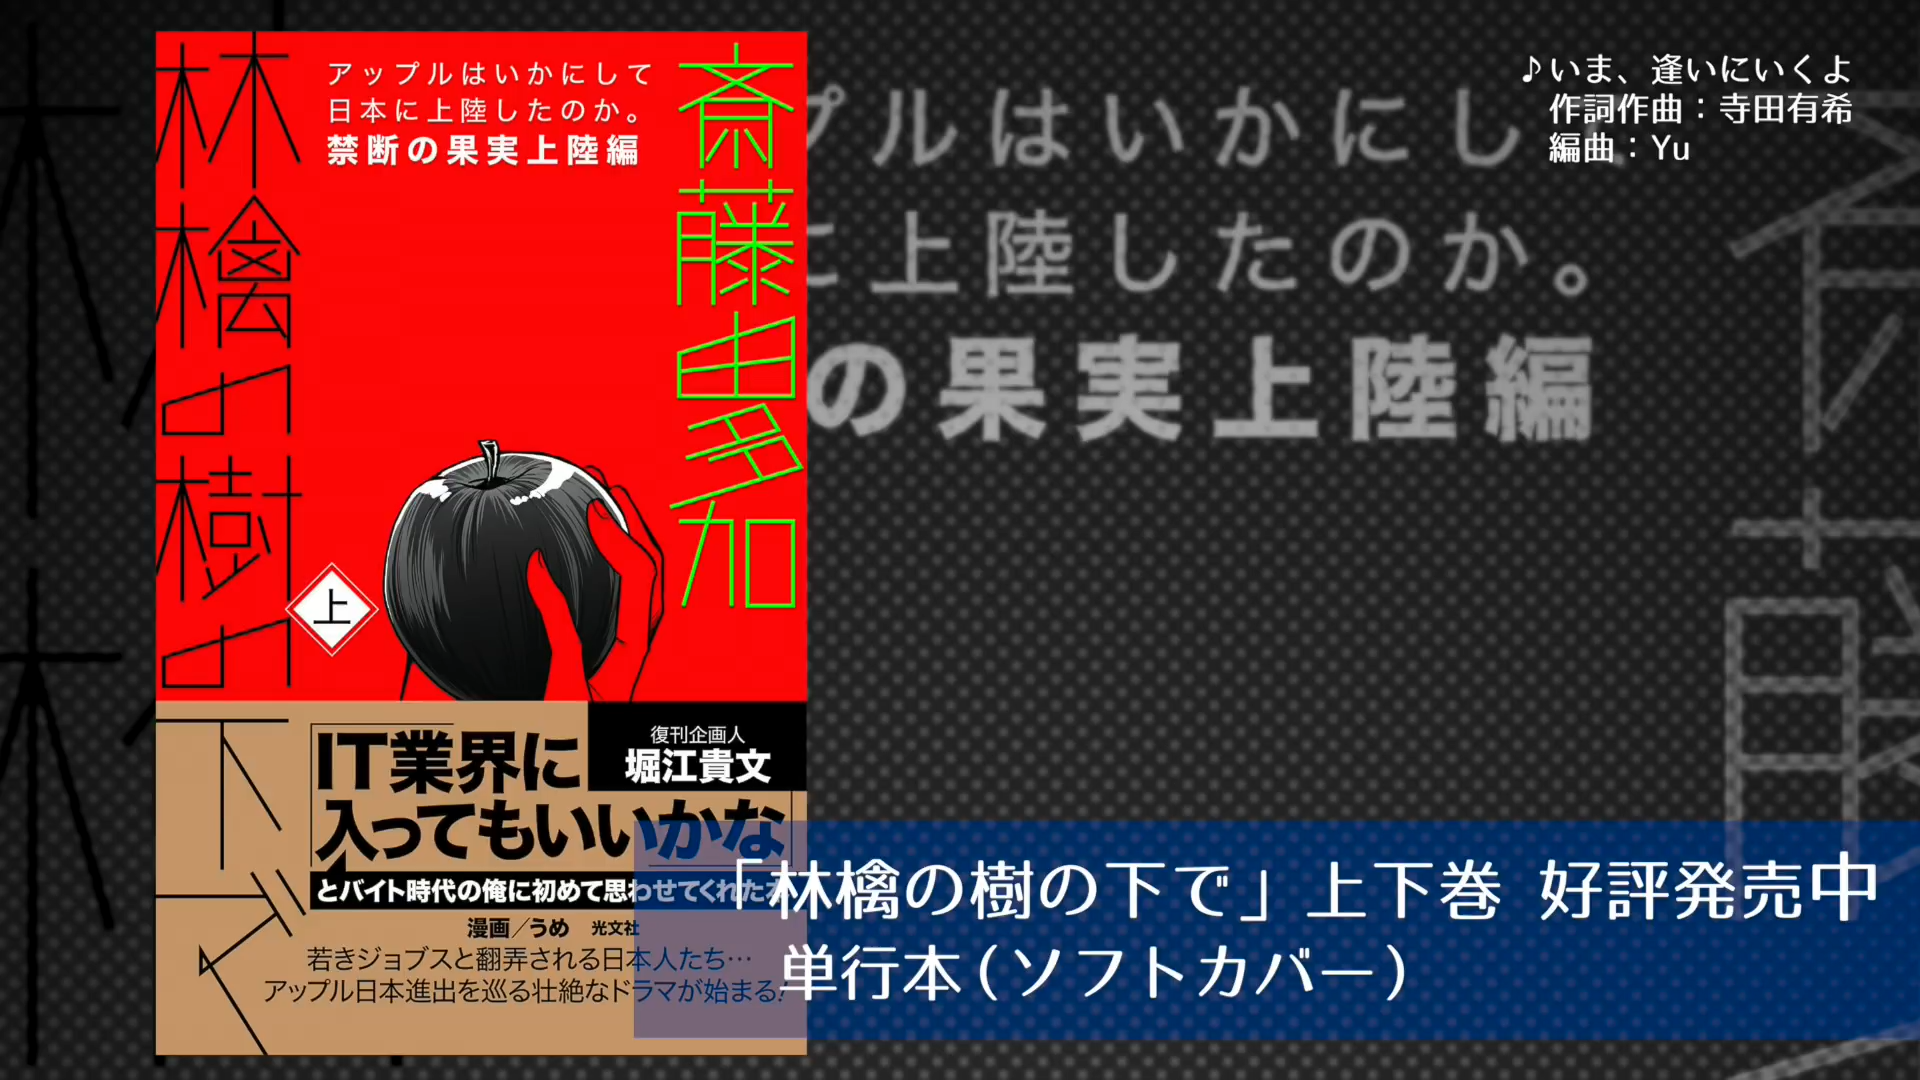 林檎の樹の下で
アップルはいかにして
日本に上陸したのか。
禁断の果実上陸編
斎藤由多加
上
復刊企画人
堀江貴文
「IT業界に
入ってもいいかな」
とバイト時代の俺に初めて思わせてくれた本
漫画／うめ 光文社
若きジョブスと翻弄される日本人たち…
アップル日本進出を巡る壮絶なドラマが始まる!
♪いま、逢いにいくよ
作詞作曲：寺田有希
編曲：Yu
プルはいかにし
に上陸したのか。
の果実上陸編
「林檎の樹の下で」上下巻 好評発売中
単行本(ソフトカバー)